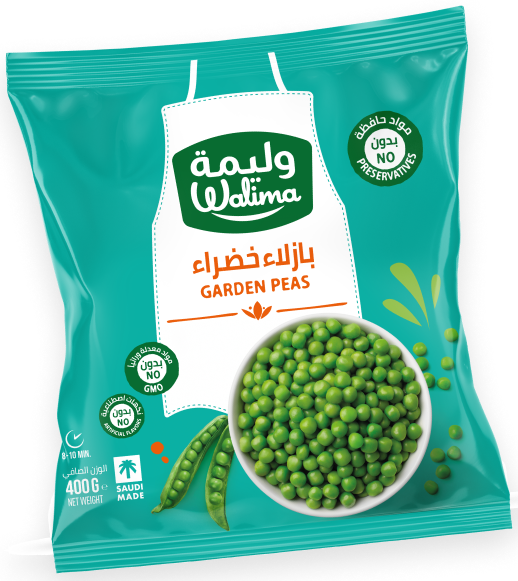 وليمة
Walima
مواد حافظة
بدون
NO
PRESERVATIVES
بازلاء خضراء
GARDEN PEAS
مواد معدلة وراثيا
بدون
NO
GMO
نكهات اصطناعية
بدون
NO
ARTIFICIAL FLAVORS
8-10 MIN.
الوزن الصافي
400 G e
NET WEIGHT
SAUDI
MADE